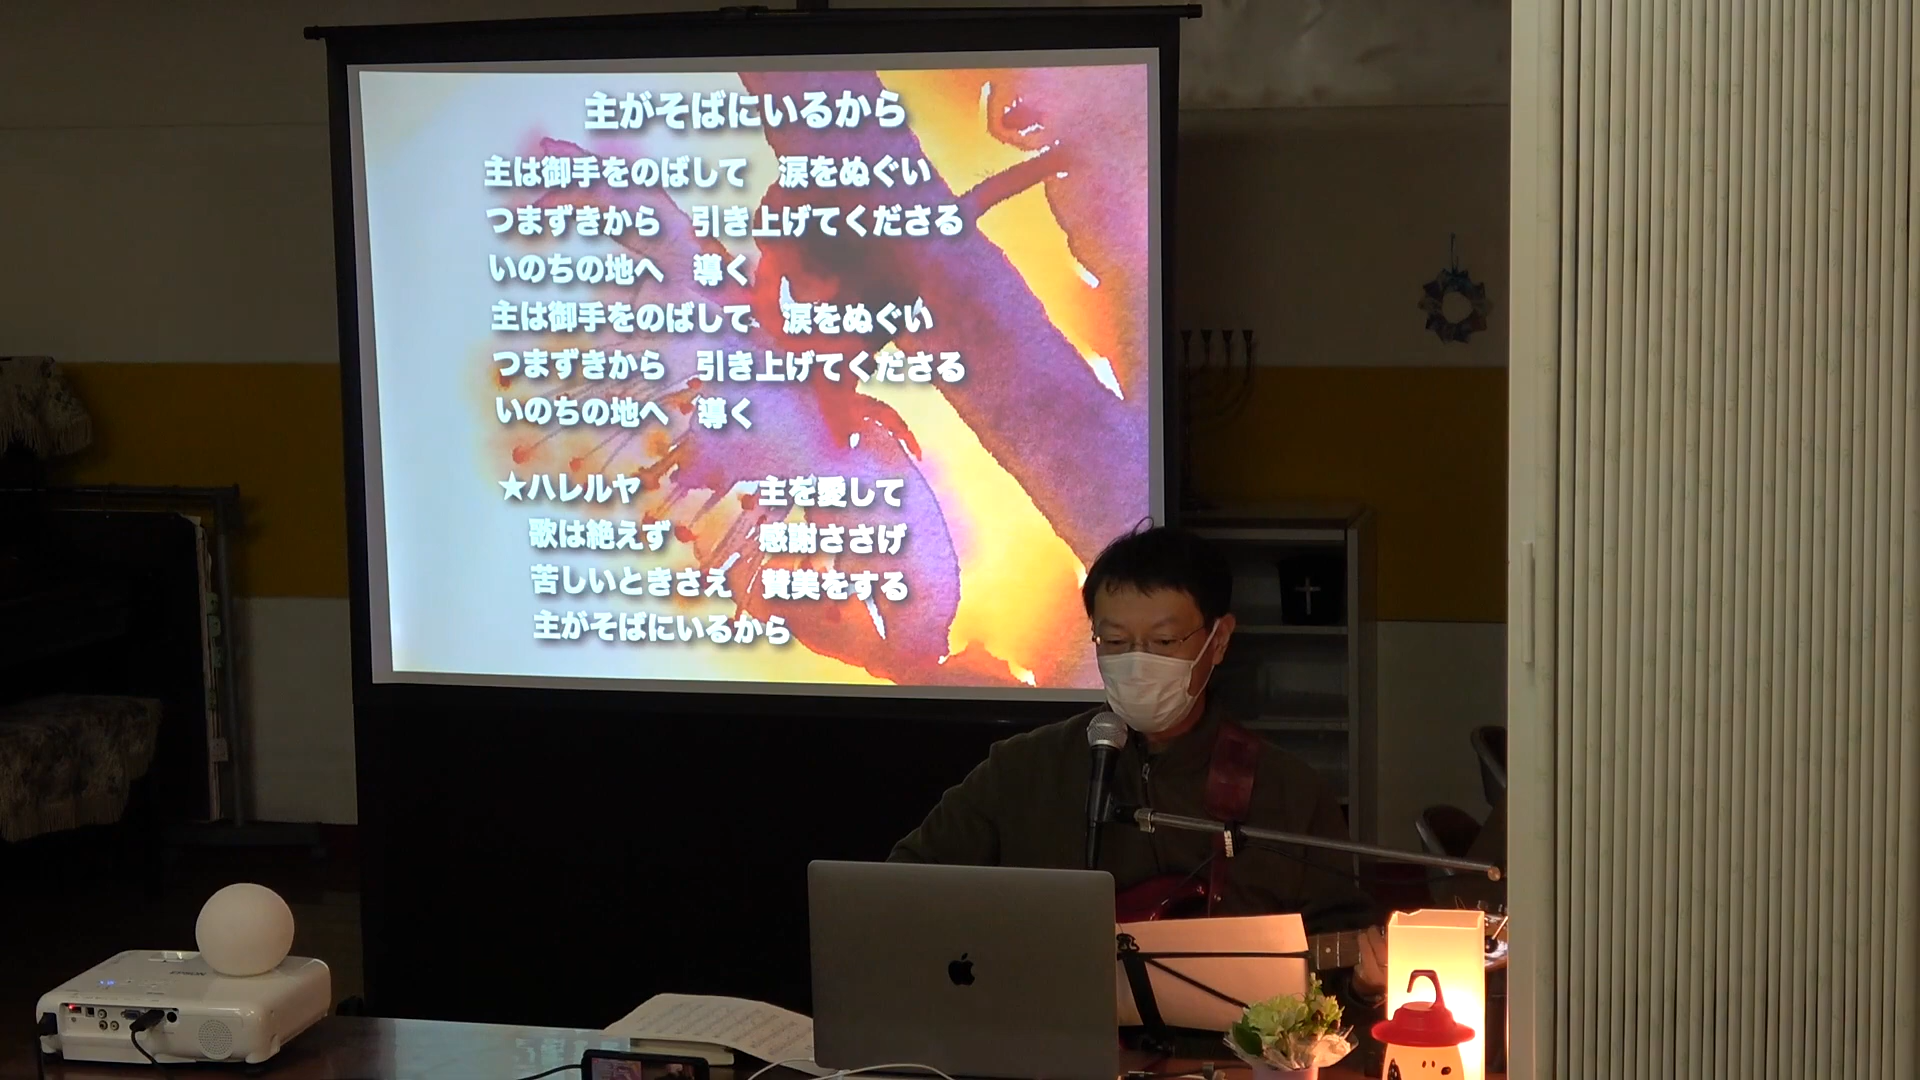 主がそばにいるから
主は御手をのばして　涙をぬぐい
つまずきから　引き上げてくださる
いのちの地へ　導く
主は御手をのばして　涙をぬぐい
つまずきから　引き上げてくださる
いのちの地へ　導く
★ハレルヤ　主を愛して
歌は絶えず　感謝ささげ
苦しいときさえ　賛美をする
主がそばにいるから
EPSON
SHURE